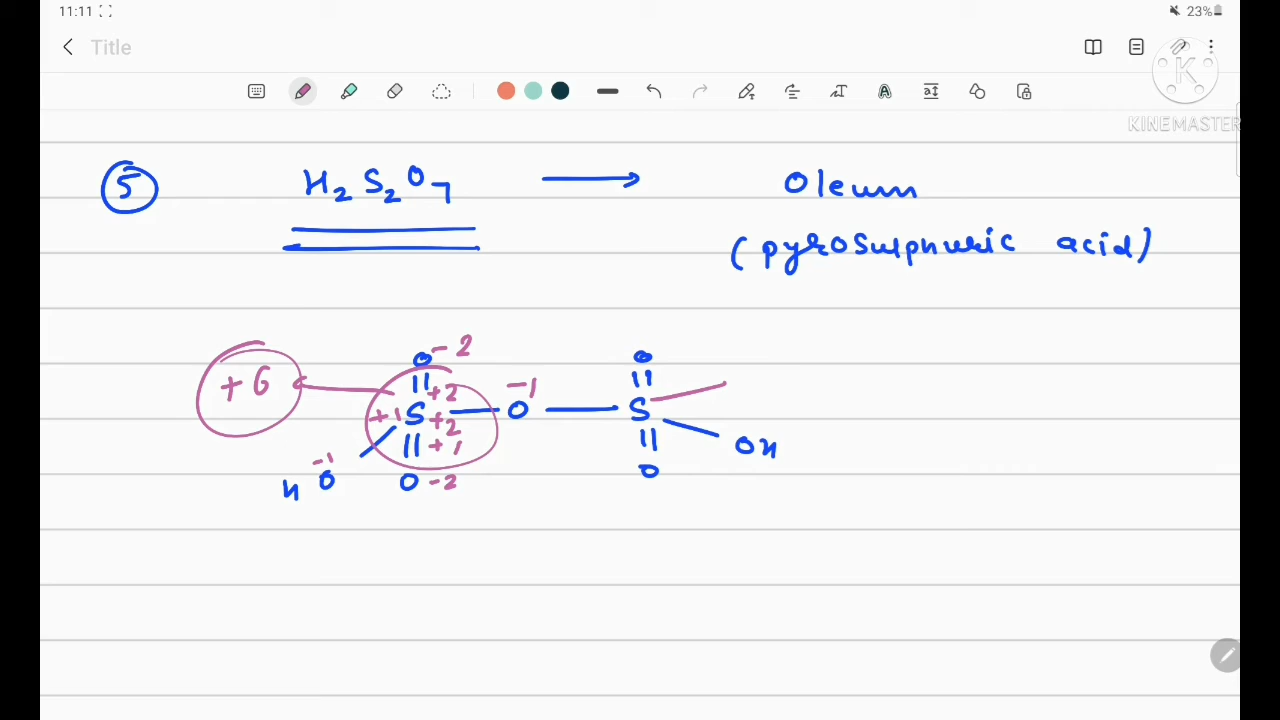 11:11 23%
Title
KINEMASTER
5 H2S2O7 → Oleum
(pyrosulphuric acid)
O -2 O
+6 +2 -1
+1 S +2 — O — S
|| +1 || OH
-1
H O O -2 O